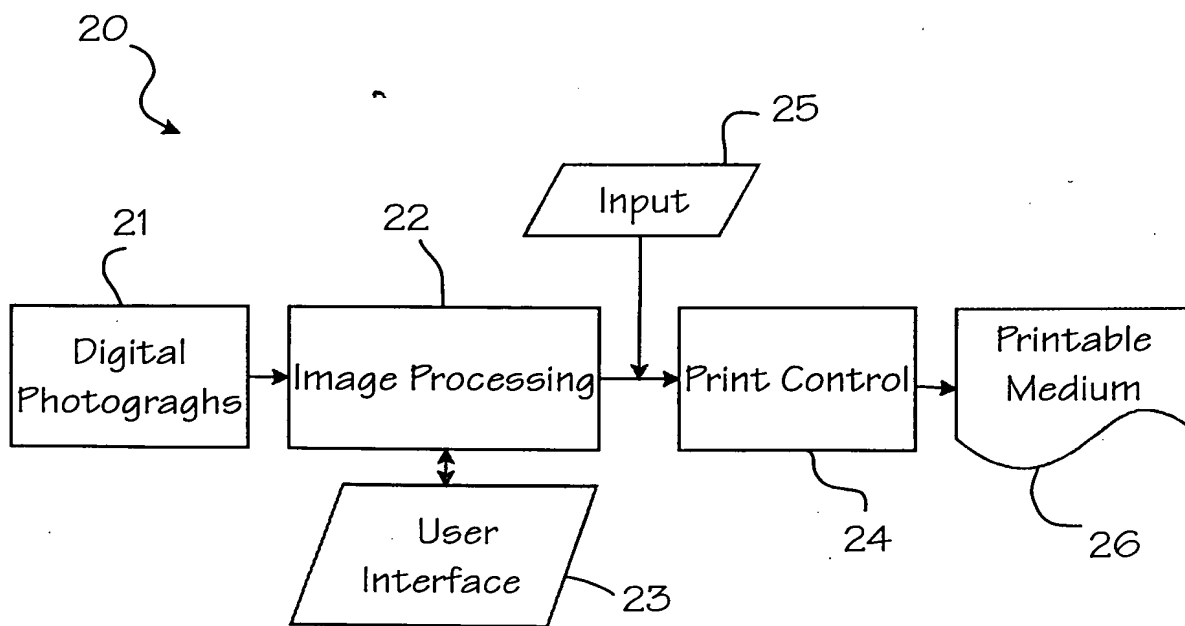 20
25
Input
21
22
Digital
Photograghs
Image Processing
Print Control
Printable
Medium
User
Interface
23
24
26